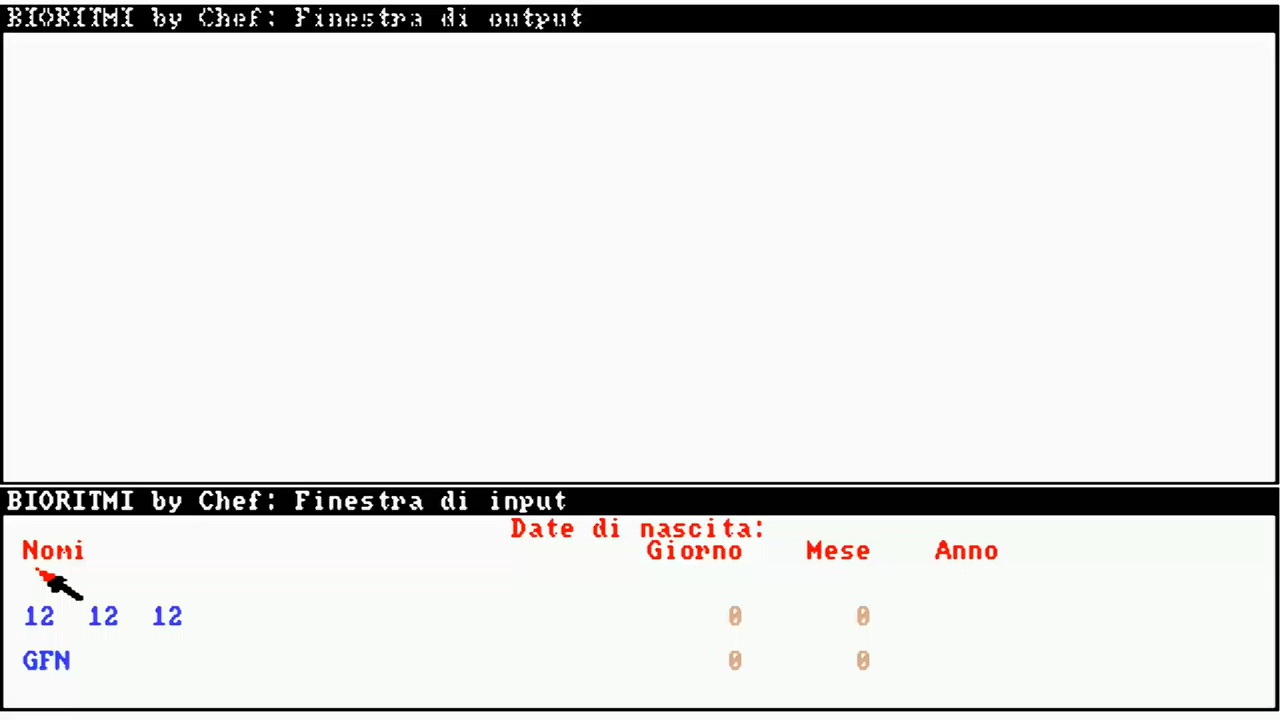 BIORITMI by Chef: Finestra di output
BIORITMI by Chef: Finestra di input
Date di nascita:
Nomi Giorno Mese Anno
12 12 12 0 0
GFN 0 0